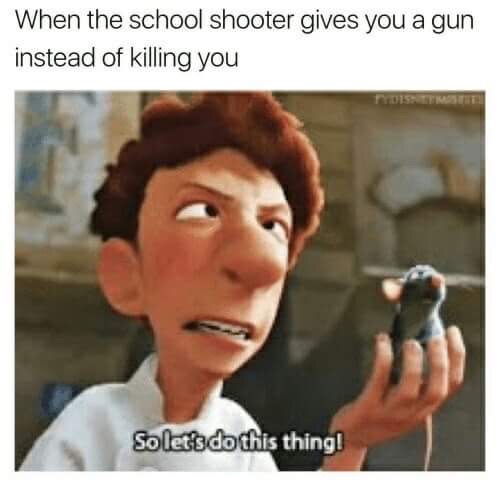 When the school shooter gives you a gun
instead of killing you
So let's do this thing!